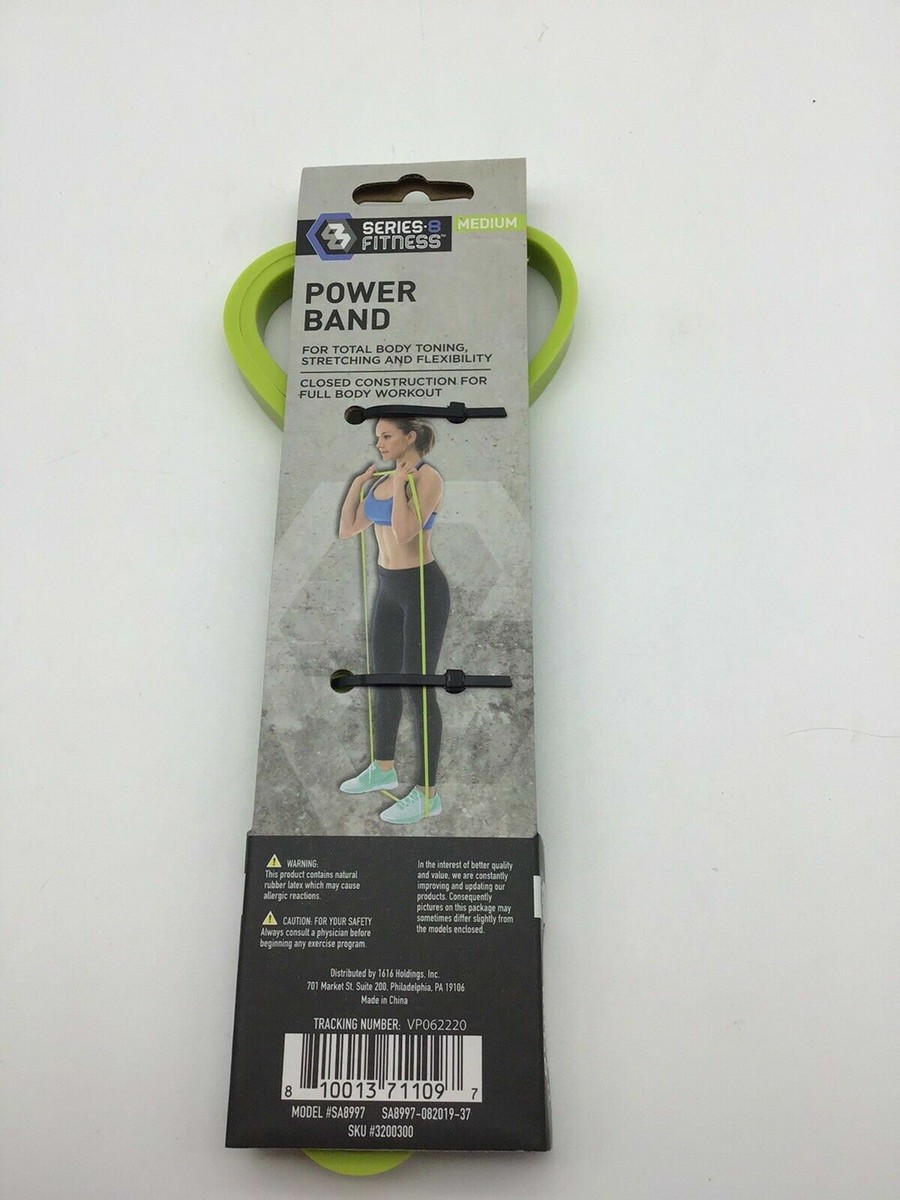 SERIES-8
FITNESS™
MEDIUM
POWER
BAND
FOR TOTAL BODY TONING,
STRETCHING AND FLEXIBILITY
CLOSED CONSTRUCTION FOR
FULL BODY WORKOUT
WARNING:
This product contains natural
rubber latex which may cause
allergic reactions.
CAUTION: FOR YOUR SAFETY
Always consult a physician before
beginning any exercise program.
In the interest of better quality
and value, we are constantly
improving and updating our
products. Consequently
pictures on this package may
sometimes differ slightly from
the models enclosed.
Distributed by 1616 Holdings, Inc.
701 Market St, Suite 200, Philadelphia, PA 19106
Made in China
TRACKING NUMBER: VP062220
8 10013 71109 7
MODEL #SA8997 SA8997-082019-37
SKU #3200300